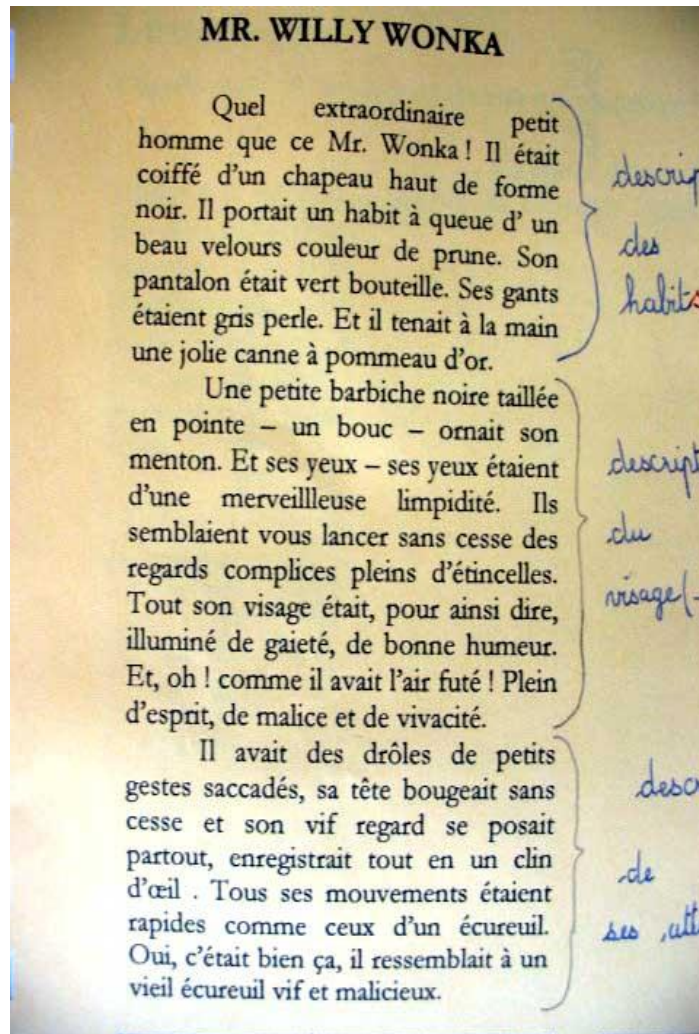 MR. WILLY WONKA
Quel extraordinaire petit
homme que ce Mr. Wonka ! Il était
coiffé d'un chapeau haut de forme
noir. Il portait un habit à queue d' un
beau velours couleur de prune. Son
pantalon était vert bouteille. Ses gants
étaient gris perle. Et il tenait à la main
une jolie canne à pommeau d'or.
descrip
des
habits
Une petite barbiche noire taillée
en pointe – un bouc – ornait son
menton. Et ses yeux – ses yeux étaient
d'une merveillleuse limpidité. Ils
semblaient vous lancer sans cesse des
regards complices pleins d'étincelles.
Tout son visage était, pour ainsi dire,
illuminé de gaieté, de bonne humeur.
Et, oh ! comme il avait l'air futé ! Plein
d'esprit, de malice et de vivacité.
descript
du
visage(-
Il avait des drôles de petits
gestes saccadés, sa tête bougeait sans
cesse et son vif regard se posait
partout, enregistrait tout en un clin
d'œil . Tous ses mouvements étaient
rapides comme ceux d'un écureuil.
Oui, c'était bien ça, il ressemblait à un
vieil écureuil vif et malicieux.
descr
de
ses